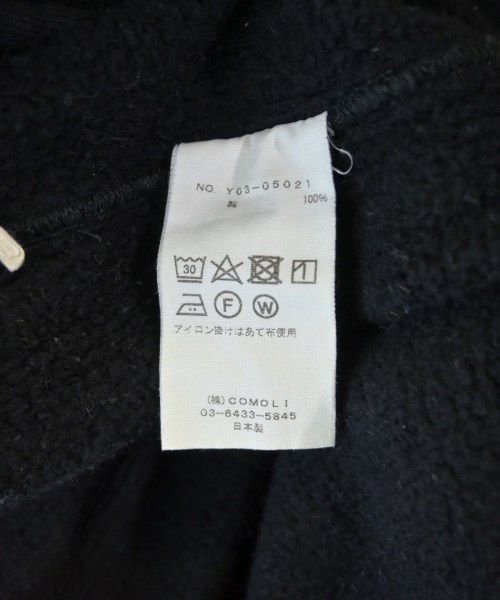 NO. Y03-05021
綿 100%
30
F W
アイロン掛けはあて布使用
(株)COMOLI
03-6433-5845
日本製